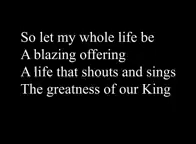 So let my whole life be
A blazing offering
A life that shouts and sings
The greatness of our King